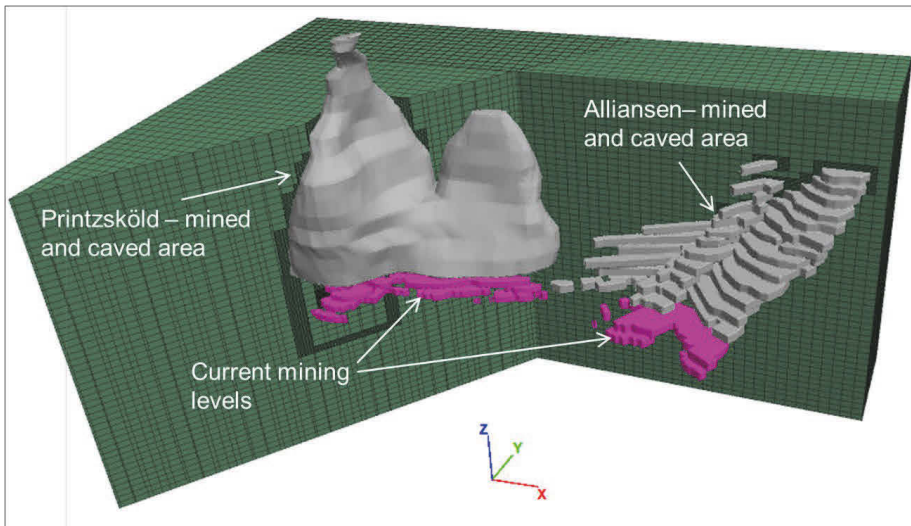 Alliansen– mined
and caved area
Printzsköld – mined
and caved area
Current mining
levels
Z
Y
X